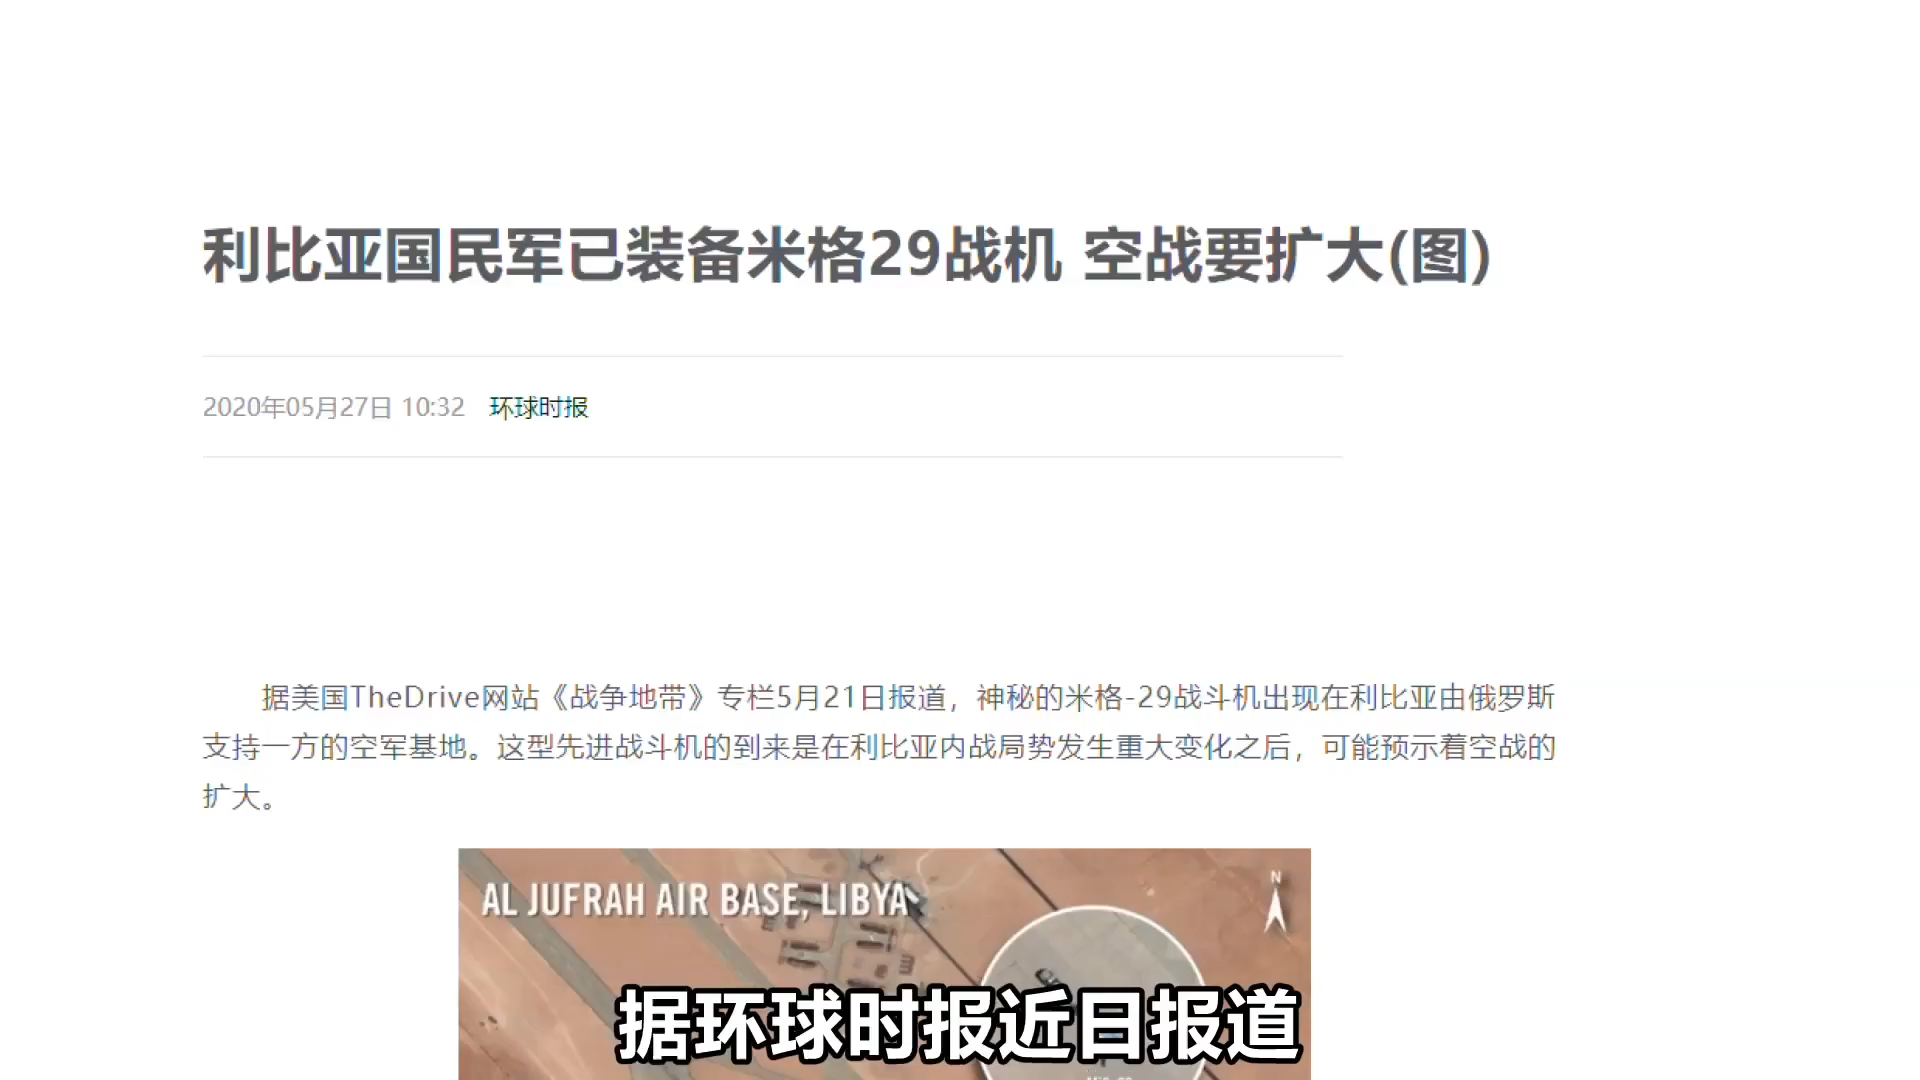 利比亚国民军已装备米格29战机 空战要扩大(图)
2020年05月27日 10:32 环球时报
据美国TheDrive网站《战争地带》专栏5月21日报道，神秘的米格-29战斗机出现在利比亚由俄罗斯
支持一方的空军基地。这型先进战斗机的到来是在利比亚内战局势发生重大变化之后，可能预示着空战的
扩大。
AL JUFRAH AIR BASE, LIBYA
N
据环球时报近日报道